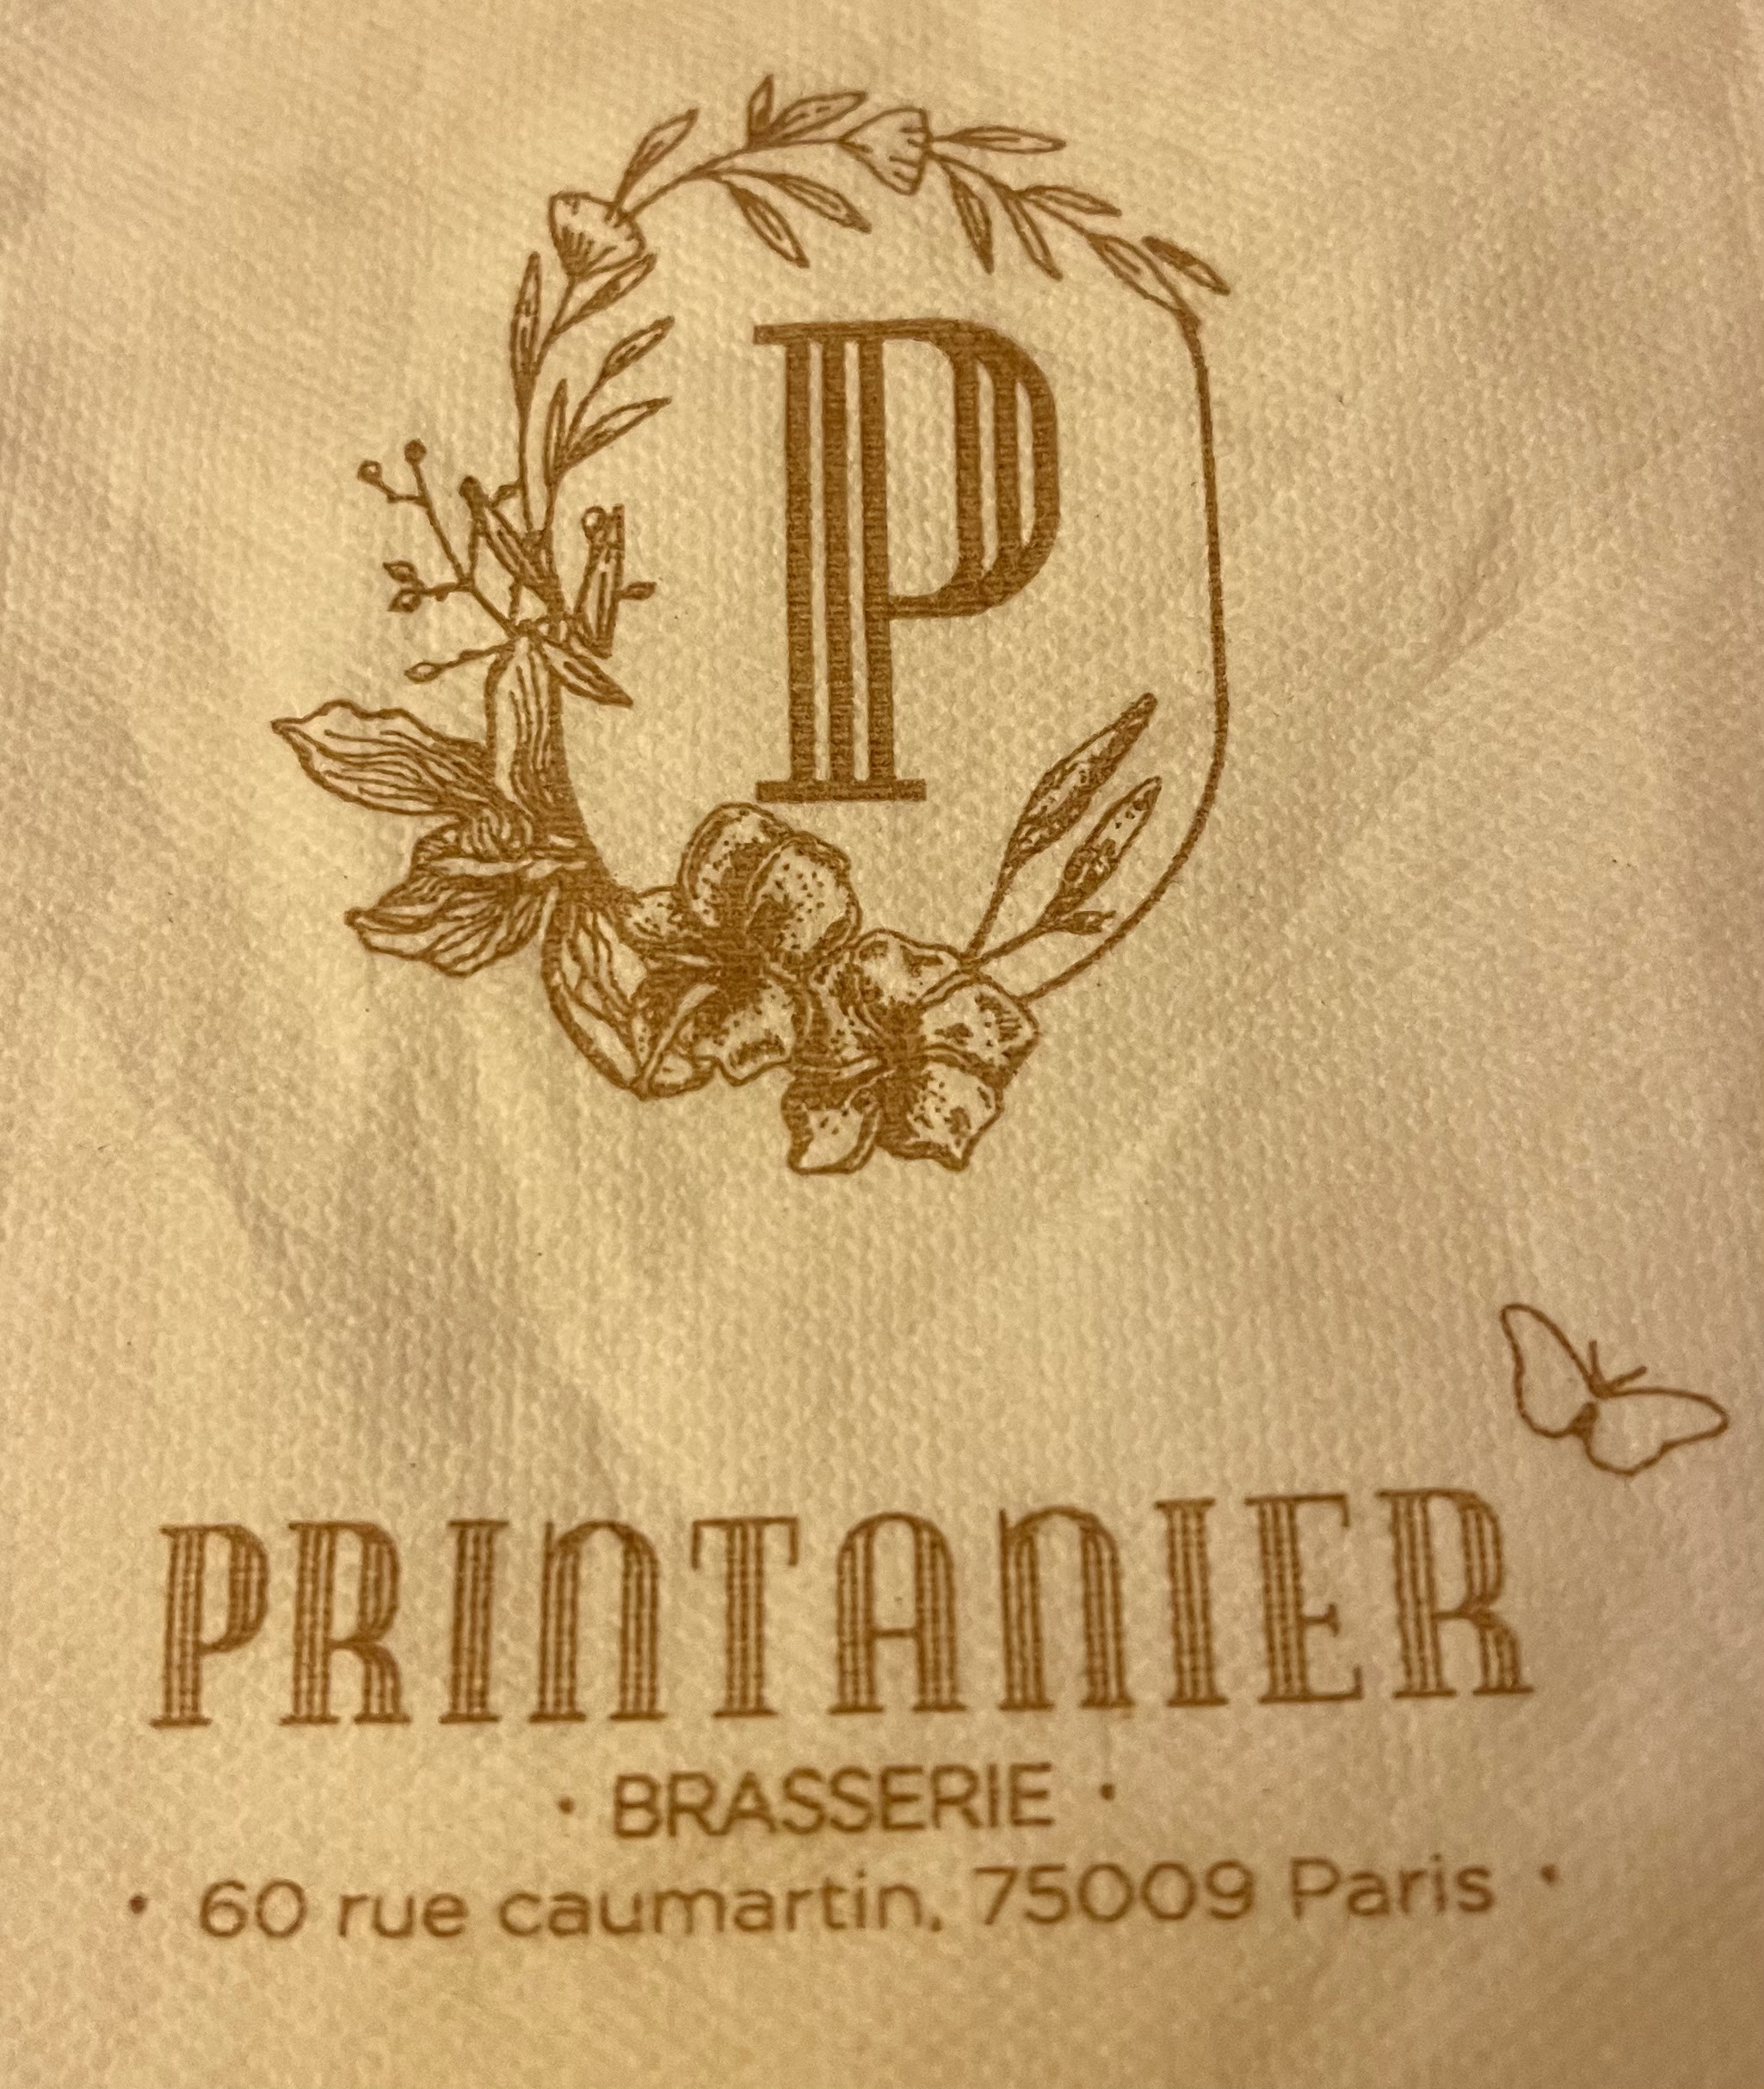 P
PRINTANIER
· BRASSERIE ·
· 60 rue caumartin, 75009 Paris ·